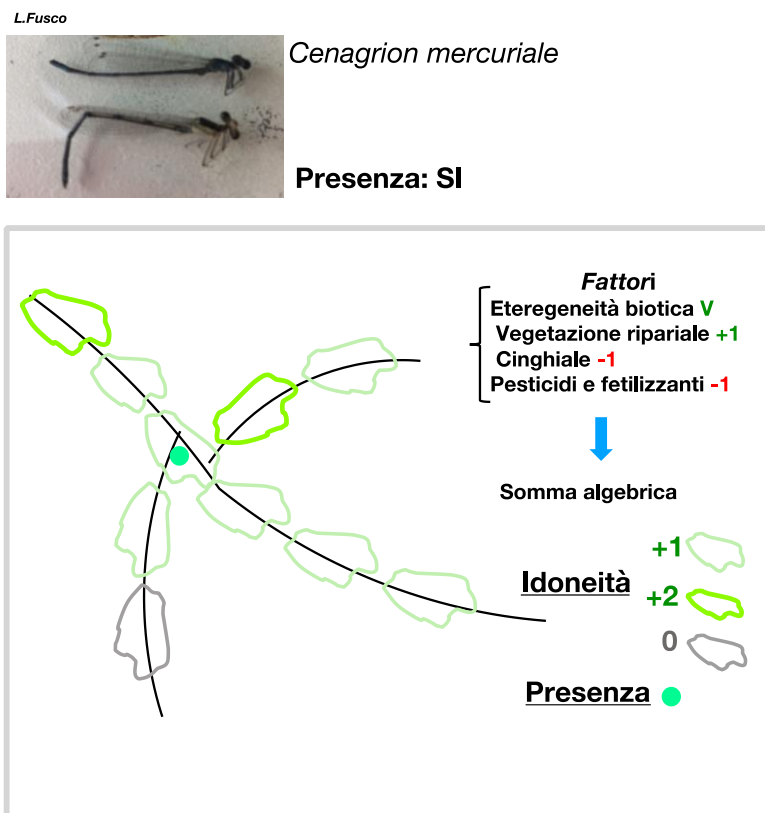 L.Fusco
Cenagrion mercuriale
Presenza: SI
Fattori
Eteregeneità biotica V
Vegetazione ripariale +1
Cinghiale -1
Pesticidi e fetilizzanti -1
Somma algebrica
Idoneità
+1
+2
0
Presenza